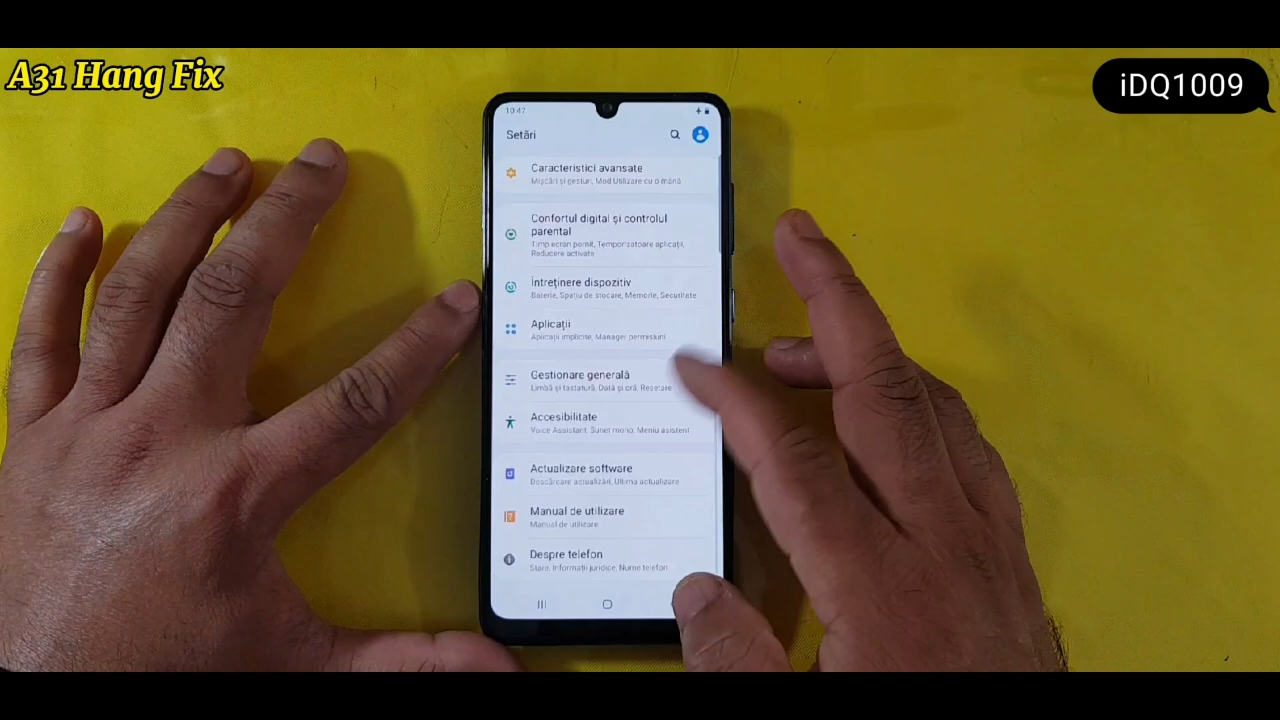 A31 Hang Fix
iDQ1009
10:47
Setări
Caracteristici avansate
Mișcări și gesturi, Mod Utilizare cu o mână
Confortul digital și controlul
parental
Timp ecran pornit, Temporizatoare aplicații,
Reducere activate
Întreținere dispozitiv
Baterie, Spațiu de stocare, Memorie, Securitate
Aplicații
Aplicații implicite, Manager permisiuni
Gestionare generală
Limbă și tastatură, Dată și oră, Resetare
Accesibilitate
Voice Assistant, Sunet mono, Meniu asistent
Actualizare software
Descărcare actualizări, Ultima actualizare
Manual de utilizare
Manual de utilizare
Despre telefon
Stare, Informații juridice, Nume telefon